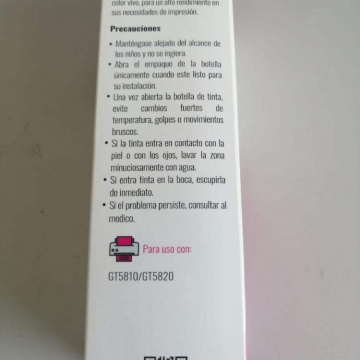 color vivo, para un alto rendimiento en
sus necesidades de impresión.
Precauciones
• Manténgase alejado del alcance de
los niños y no se ingiera.
• Abra el empaque de la botella
únicamente cuando este listo para
su instalación.
• Una vez abierta la botella de tinta,
evite cambios fuertes de
temperatura, golpes o movimientos
bruscos.
• Si la tinta entra en contacto con la
piel o con los ojos, lavar la zona
minuciosamente con agua.
• Si entra tinta en la boca, escupirla
de inmediato.
• Si el problema persiste, consultar al
medico.
Para uso con:
GT5810/GT5820